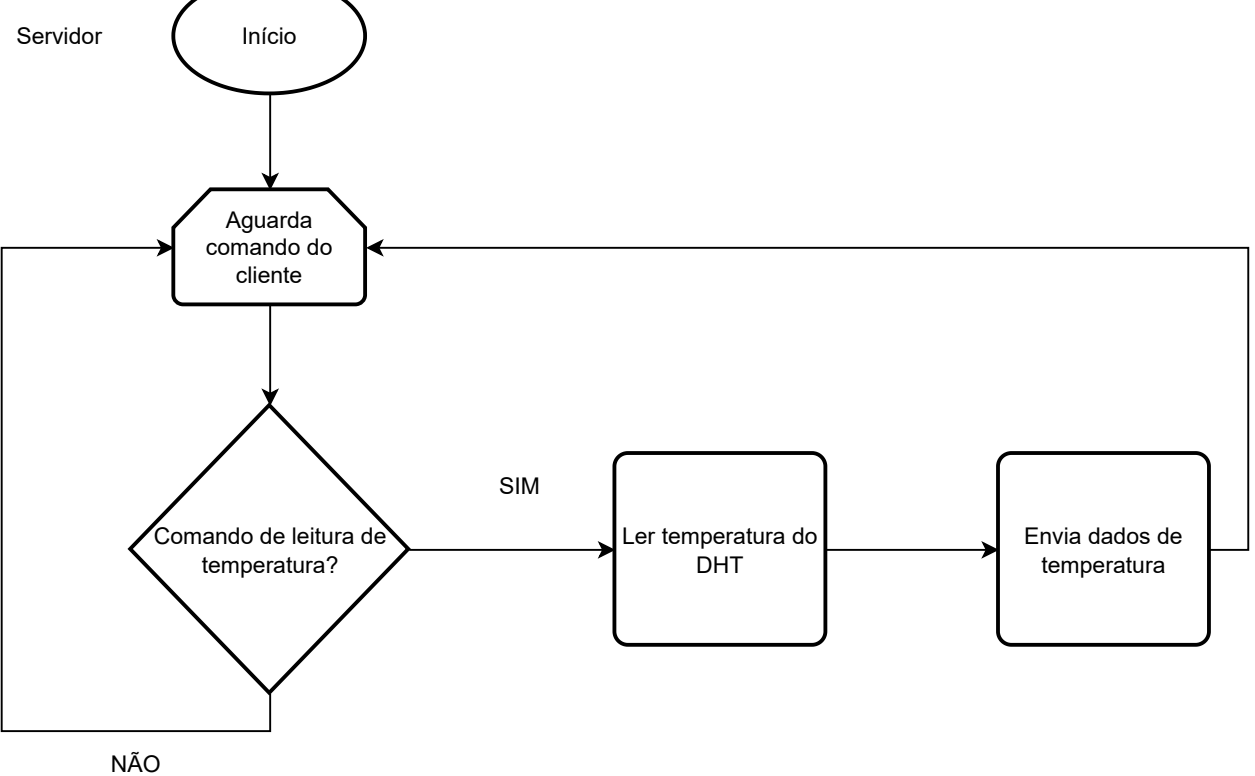 Servidor
Início
Aguarda
comando do
cliente
SIM
Comando de leitura de
temperatura?
Ler temperatura do
DHT
Envia dados de
temperatura
NÃO